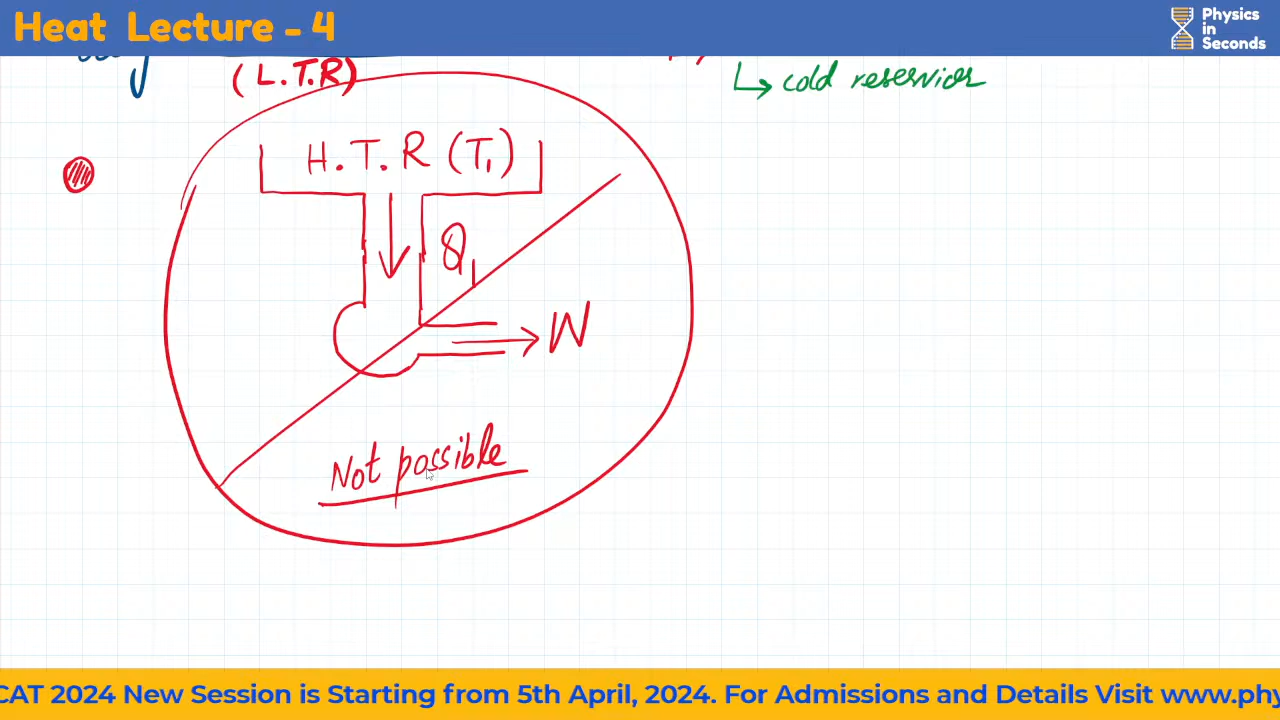 Heat Lecture - 4
Physics
in
Seconds
(L.T.R)
↳ cold reservior
H.T.R (T1)
Q1
W
Not possible
CAT 2024 New Session is Starting from 5th April, 2024. For Admissions and Details Visit www.phy